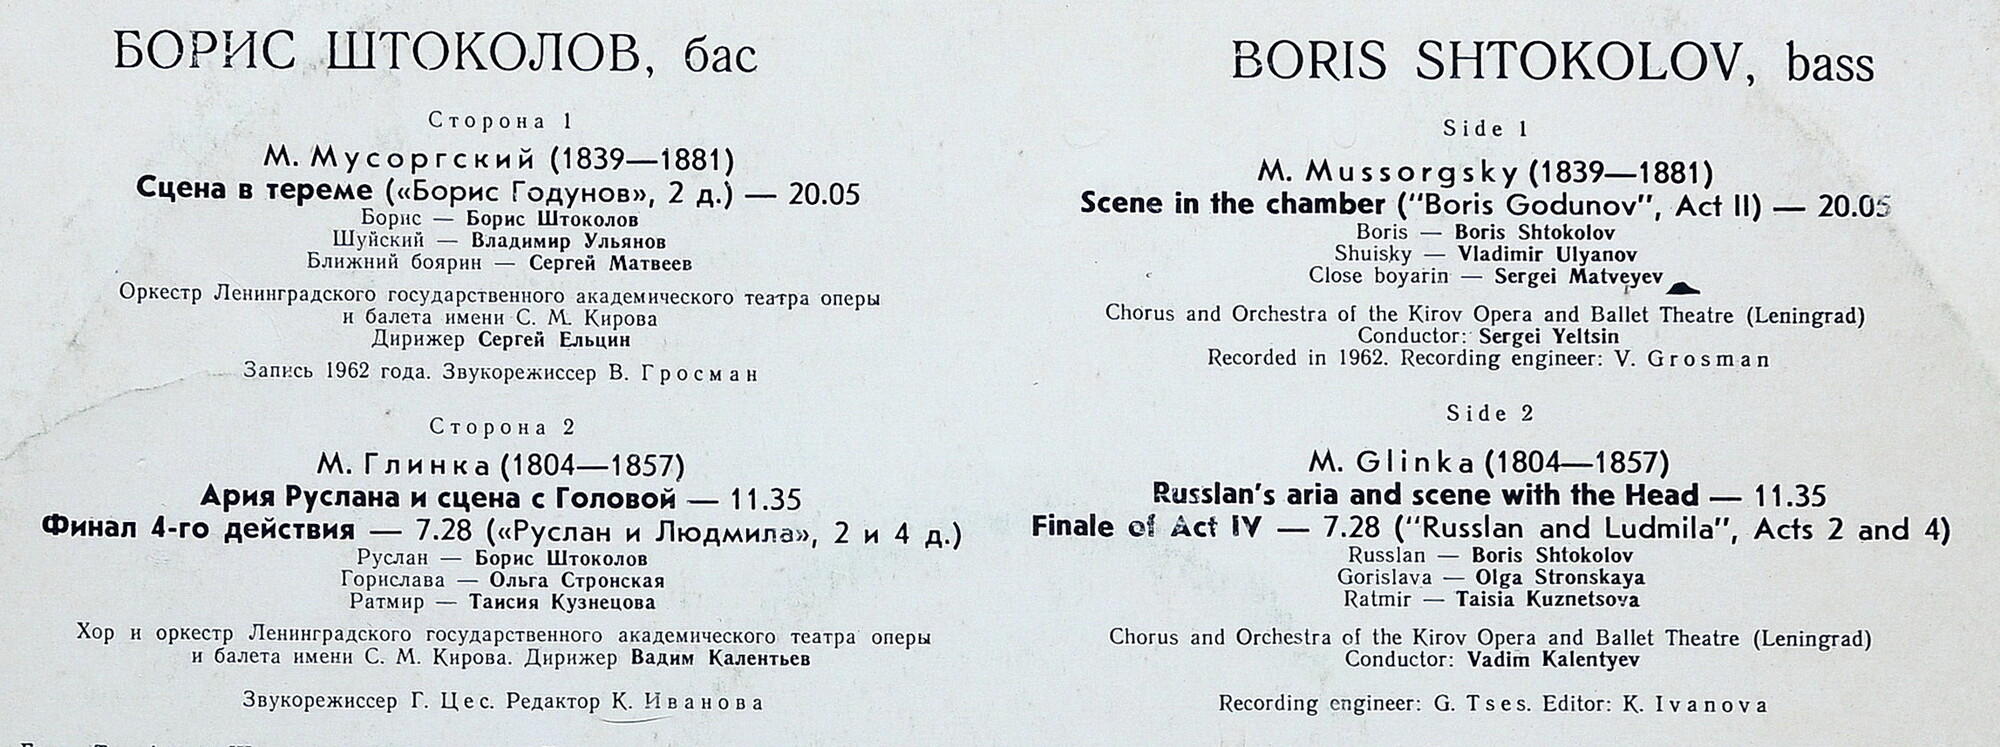 БОРИС ШТОКОЛОВ, бас
Сторона 1
М. Мусоргский (1839—1881)
Сцена в тереме («Борис Годунов», 2 д.) — 20.05
Борис — Борис Штоколов
Шуйский — Владимир Ульянов
Ближний боярин — Сергей Матвеев
Оркестр Ленинградского государственного академического театра оперы
и балета имени С. М. Кирова
Дирижер Сергей Ельцин
Запись 1962 года. Звукорежиссер В. Гросман
Сторона 2
М. Глинка (1804—1857)
Ария Руслана и сцена с Головой — 11.35
Финал 4-го действия — 7.28 («Руслан и Людмила», 2 и 4 д.)
Руслан — Борис Штоколов
Горислава — Ольга Стронская
Ратмир — Таисия Кузнецова
Хор и оркестр Ленинградского государственного академического театра оперы
и балета имени С. М. Кирова. Дирижер Вадим Калентьев
Звукорежиссер Г. Цес. Редактор К. Иванова
BORIS SHTOKOLOV, bass
Side 1
M. Mussorgsky (1839—1881)
Scene in the chamber ("Boris Godunov", Act II) — 20.05
Boris — Boris Shtokolov
Shuisky — Vladimir Ulyanov
Close boyarin — Sergei Matveyev
Chorus and Orchestra of the Kirov Opera and Ballet Theatre (Leningrad)
Conductor: Sergei Yeltsin
Recorded in 1962. Recording engineer: V. Grosman
Side 2
M. Glinka (1804—1857)
Russlan's aria and scene with the Head — 11.35
Finale of Act IV — 7.28 ("Russlan and Ludmila", Acts 2 and 4)
Russlan — Boris Shtokolov
Gorislava — Olga Stronskaya
Ratmir — Taisia Kuznetsova
Chorus and Orchestra of the Kirov Opera and Ballet Theatre (Leningrad)
Conductor: Vadim Kalentyev
Recording engineer: G. Tses. Editor: K. Ivanova